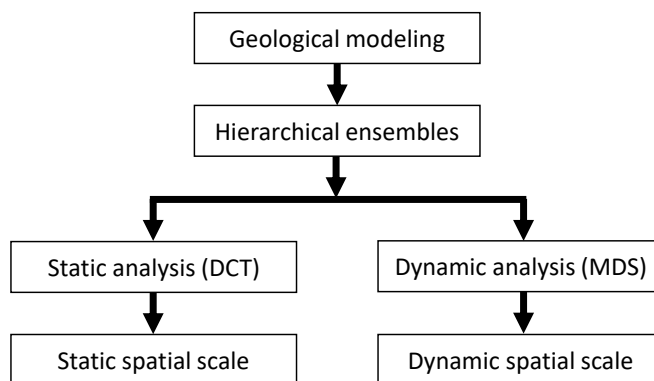 Geological modeling
Hierarchical ensembles
Static analysis (DCT)
Dynamic analysis (MDS)
Static spatial scale
Dynamic spatial scale